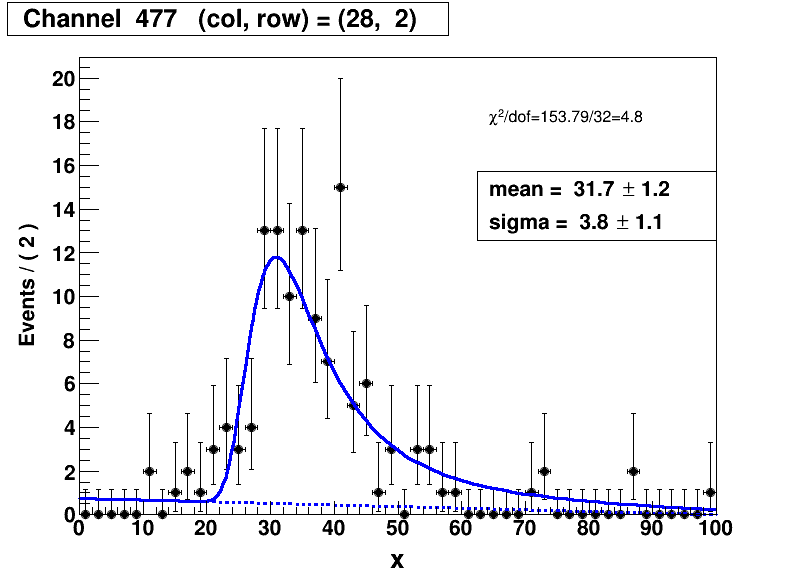 Channel 477 (col, row) = (28, 2)
χ²/dof=153.79/32=4.8
mean = 31.7 ± 1.2
sigma = 3.8 ± 1.1
Events / ( 2 )
20
18
16
14
12
10
8
6
4
2
0
0 10 20 30 40 50 60 70 80 90 100
x